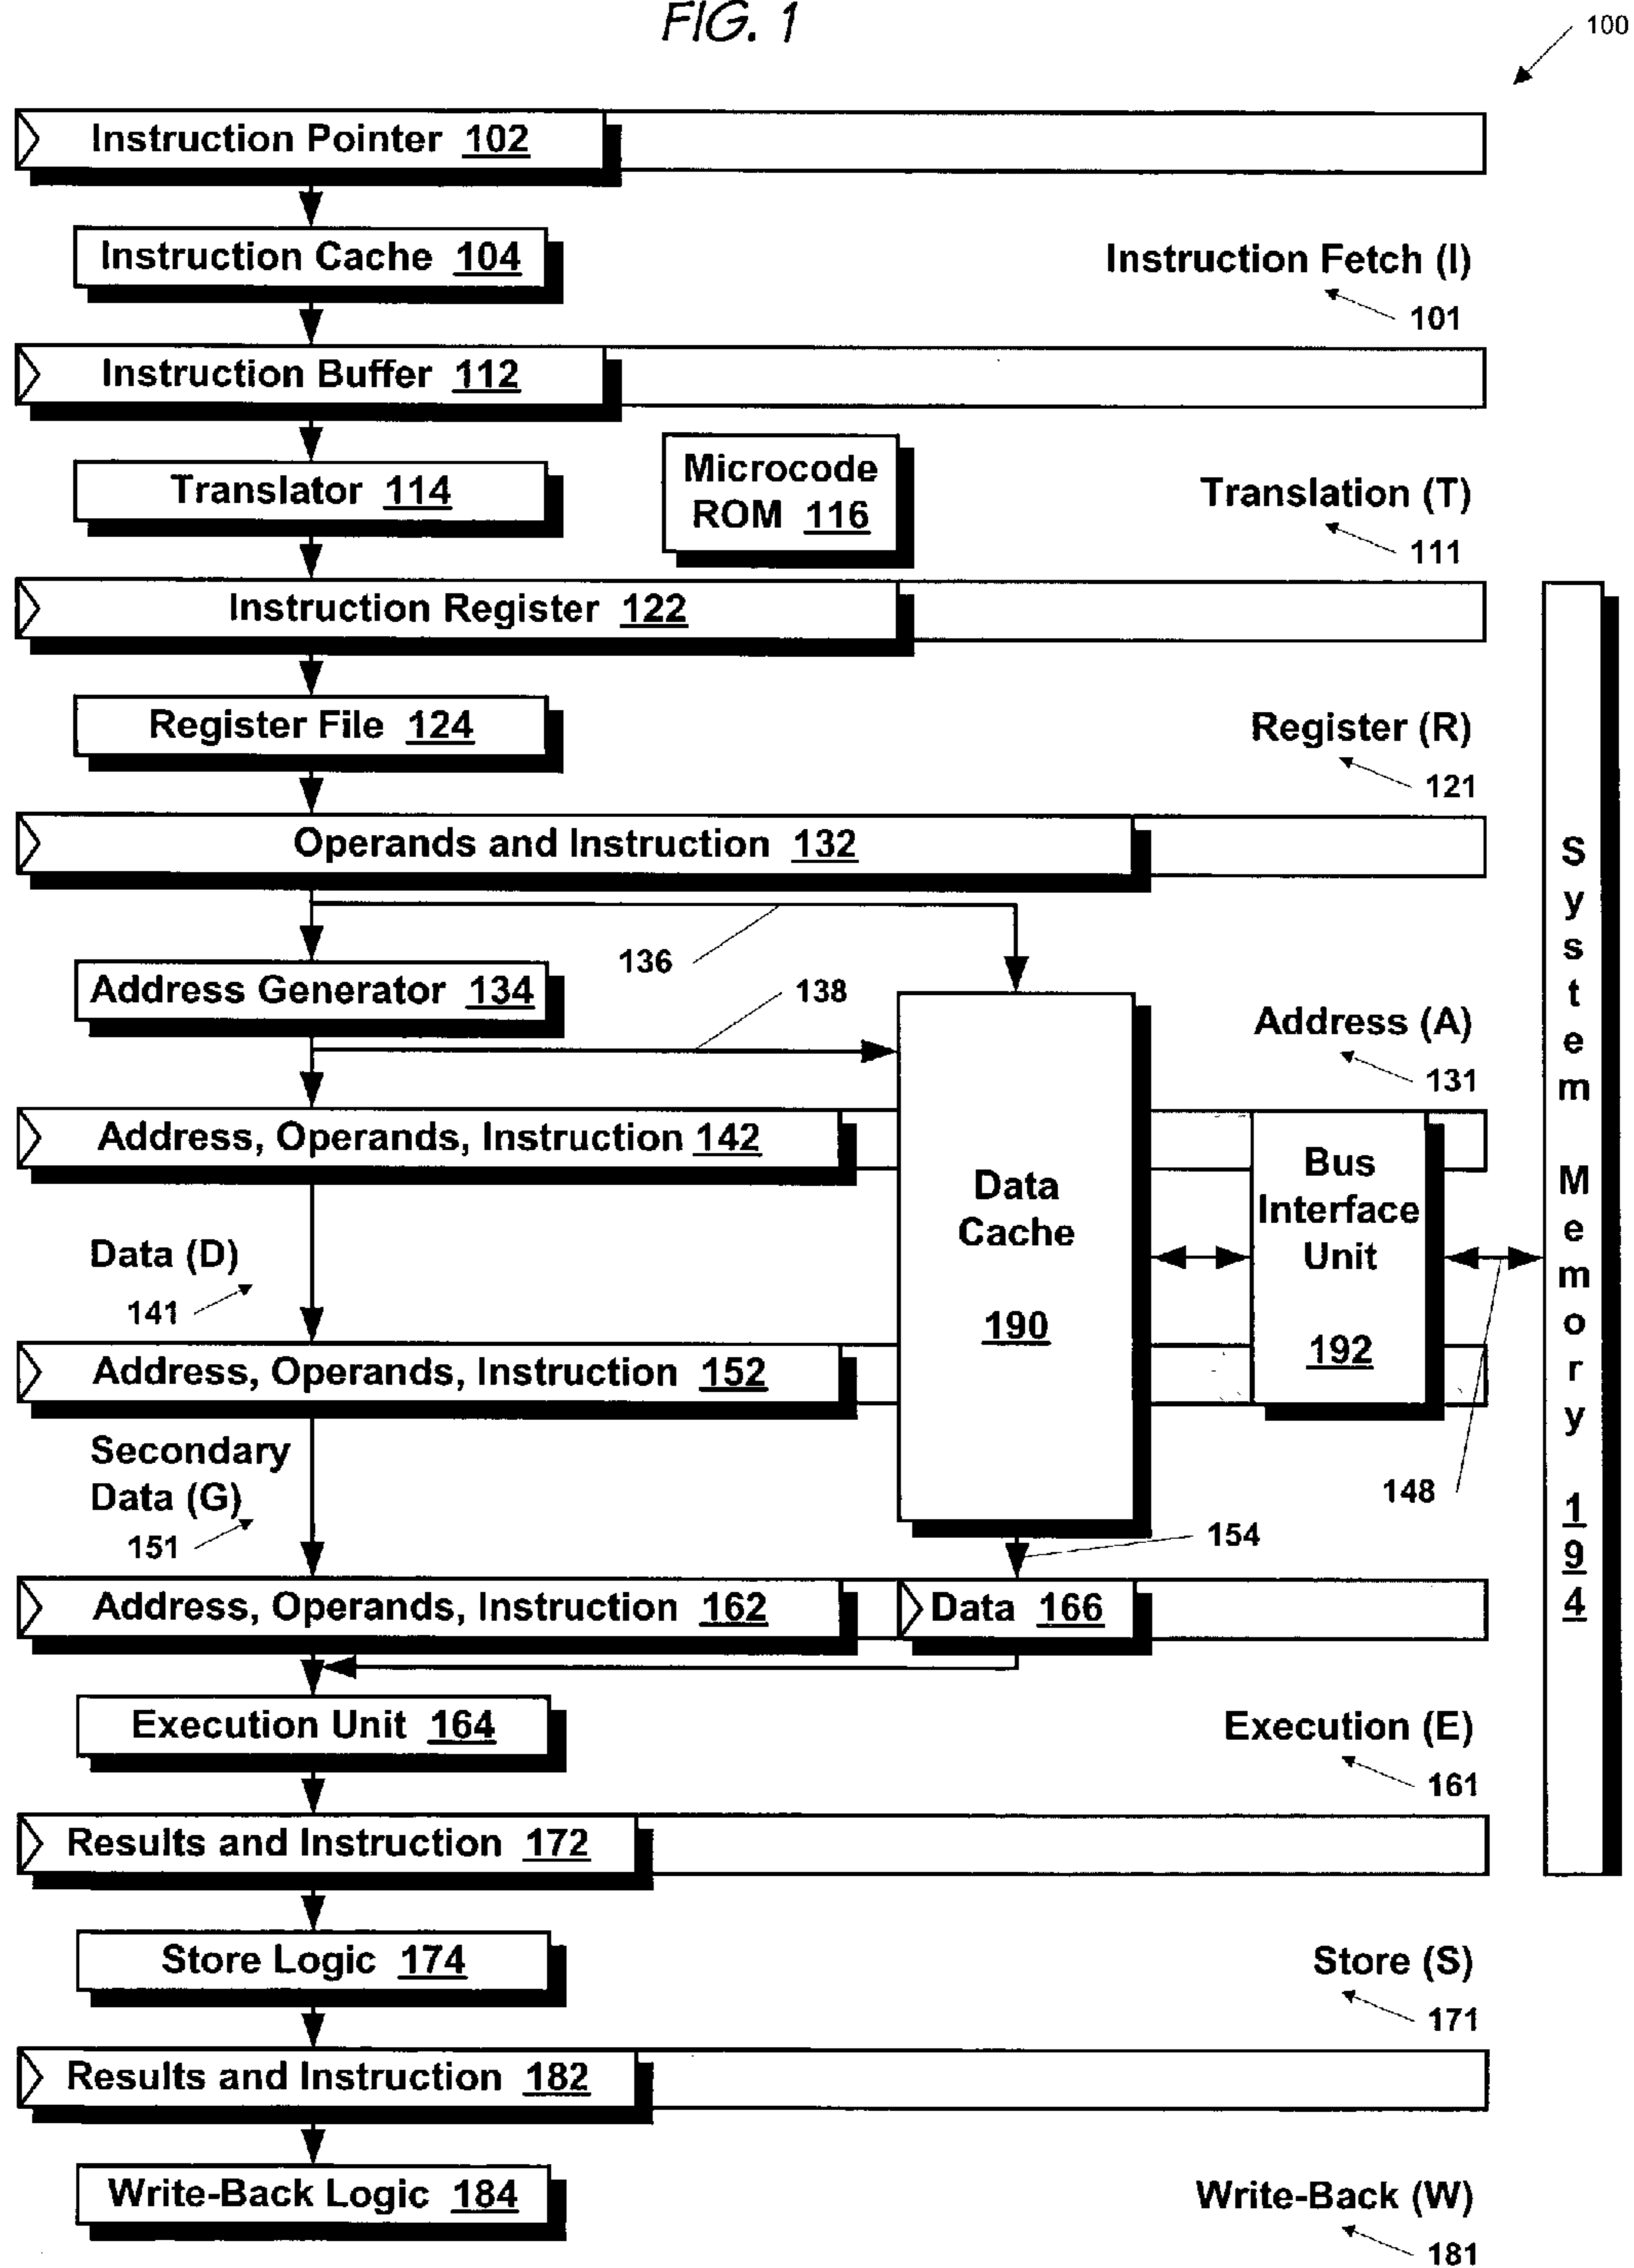 FIG. 1
100
Instruction Pointer 102
Instruction Cache 104
Instruction Fetch (I)
101
Instruction Buffer 112
Translator 114
Microcode
ROM 116
Translation (T)
111
Instruction Register 122
Register File 124
Register (R)
121
Operands and Instruction 132
136
Address Generator 134
138
Address (A)
131
Address, Operands, Instruction 142
Data
Cache
190
Bus
Interface
Unit
192
System Memory 194
Data (D)
141
Address, Operands, Instruction 152
Secondary
Data (G)
151
148
154
Address, Operands, Instruction 162
Data 166
Execution Unit 164
Execution (E)
161
Results and Instruction 172
Store Logic 174
Store (S)
171
Results and Instruction 182
Write-Back Logic 184
Write-Back (W)
181